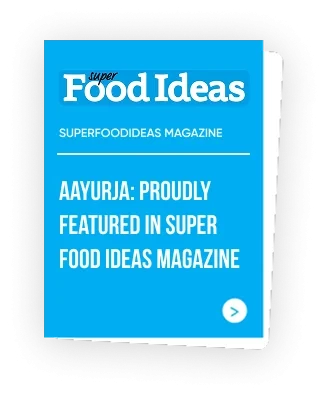 super
Food Ideas
SUPERFOODIDEAS MAGAZINE
AAYURJA: PROUDLY
FEATURED IN SUPER
FOOD IDEAS MAGAZINE